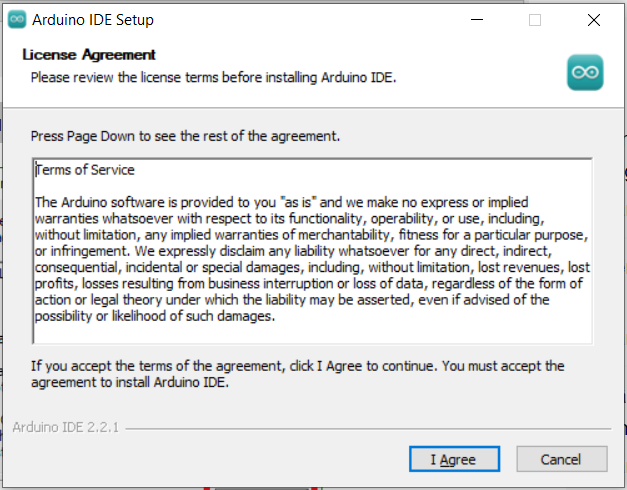 Arduino IDE Setup
License Agreement
Please review the license terms before installing Arduino IDE.
Press Page Down to see the rest of the agreement.
Terms of Service
The Arduino software is provided to you "as is" and we make no express or implied
warranties whatsoever with respect to its functionality, operability, or use, including,
without limitation, any implied warranties of merchantability, fitness for a particular purpose,
or infringement. We expressly disclaim any liability whatsoever for any direct, indirect,
consequential, incidental or special damages, including, without limitation, lost revenues, lost
profits, losses resulting from business interruption or loss of data, regardless of the form of
action or legal theory under which the liability may be asserted, even if advised of the
possibility or likelihood of such damages.
If you accept the terms of the agreement, click I Agree to continue. You must accept the
agreement to install Arduino IDE.
Arduino IDE 2.2.1
I Agree
Cancel